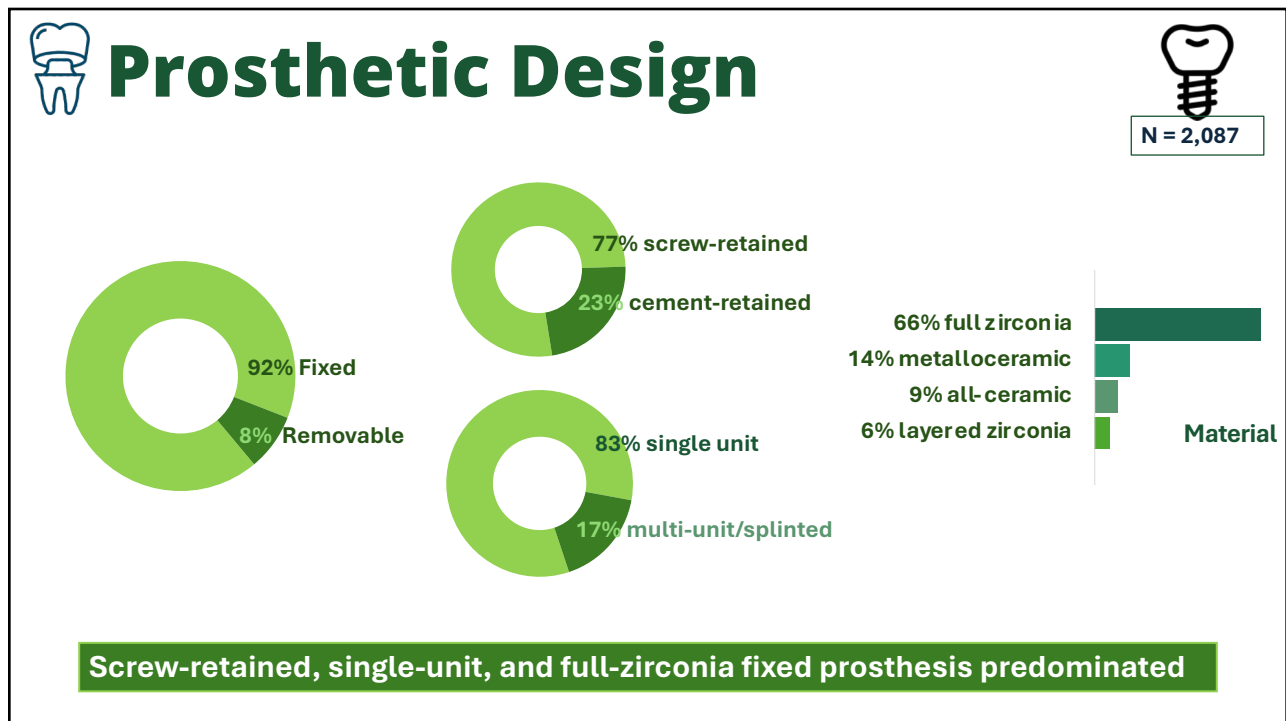 Prosthetic Design
N = 2,087
92% Fixed
8% Removable
77% screw-retained
23% cement-retained
83% single unit
17% multi-unit/splinted
66% full zirconia
14% metalloceramic
9% all-ceramic
6% layered zirconia
Material
Screw-retained, single-unit, and full-zirconia fixed prosthesis predominated